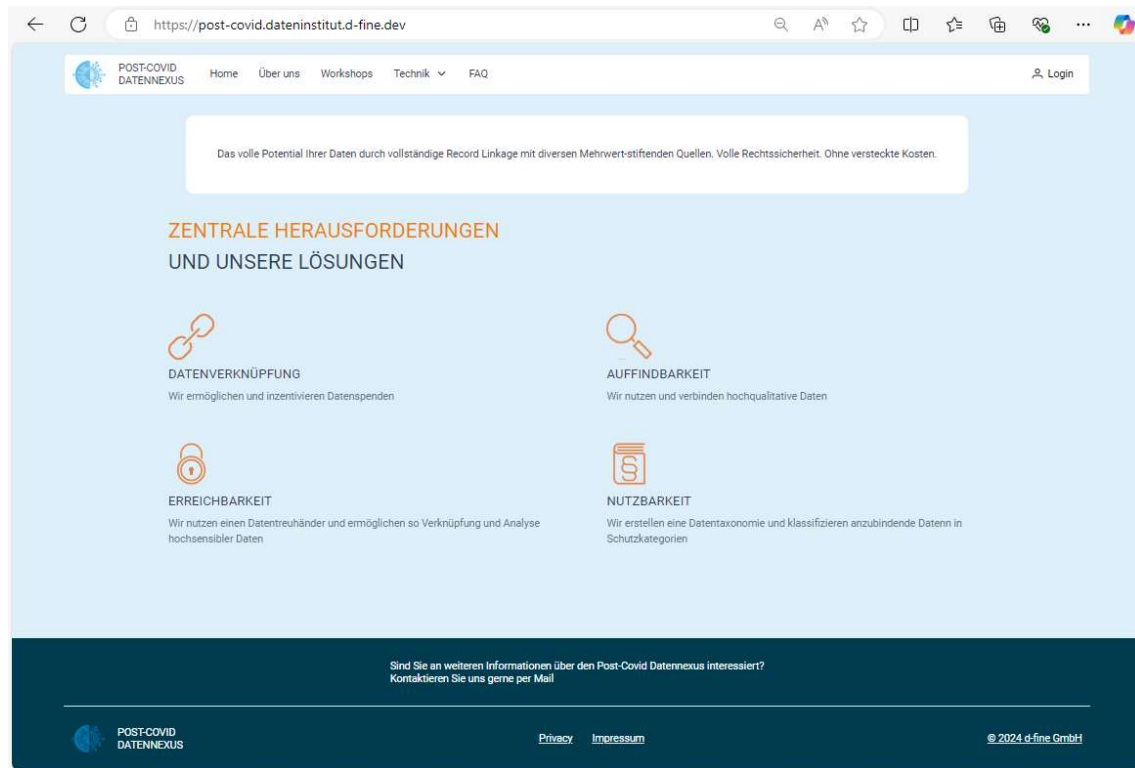 https://post-covid.dateninstitut.d-fine.dev
POST-COVID
DATENNEXUS
Home
Über uns
Workshops
Technik
FAQ
Login
Das volle Potential Ihrer Daten durch vollständige Record Linkage mit diversen Mehrwert-stiftenden Quellen. Volle Rechtssicherheit. Ohne versteckte Kosten.
ZENTRALE HERAUSFORDERUNGEN
UND UNSERE LÖSUNGEN
DATENVERKNÜPFUNG
Wir ermöglichen und inzentivieren Datenspenden
AUFFINDBARKEIT
Wir nutzen und verbinden hochqualitative Daten
ERREICHBARKEIT
Wir nutzen einen Datentreuhänder und ermöglichen so Verknüpfung und Analyse
hochsensibler Daten
NUTZBARKEIT
Wir erstellen eine Datentaxonomie und klassifizieren anzubindende Datenn in
Schutzkategorien
Sind Sie an weiteren Informationen über den Post-Covid Datennexus interessiert?
Kontaktieren Sie uns gerne per Mail
POST-COVID
DATENNEXUS
Privacy
Impressum
© 2024 d-fine GmbH